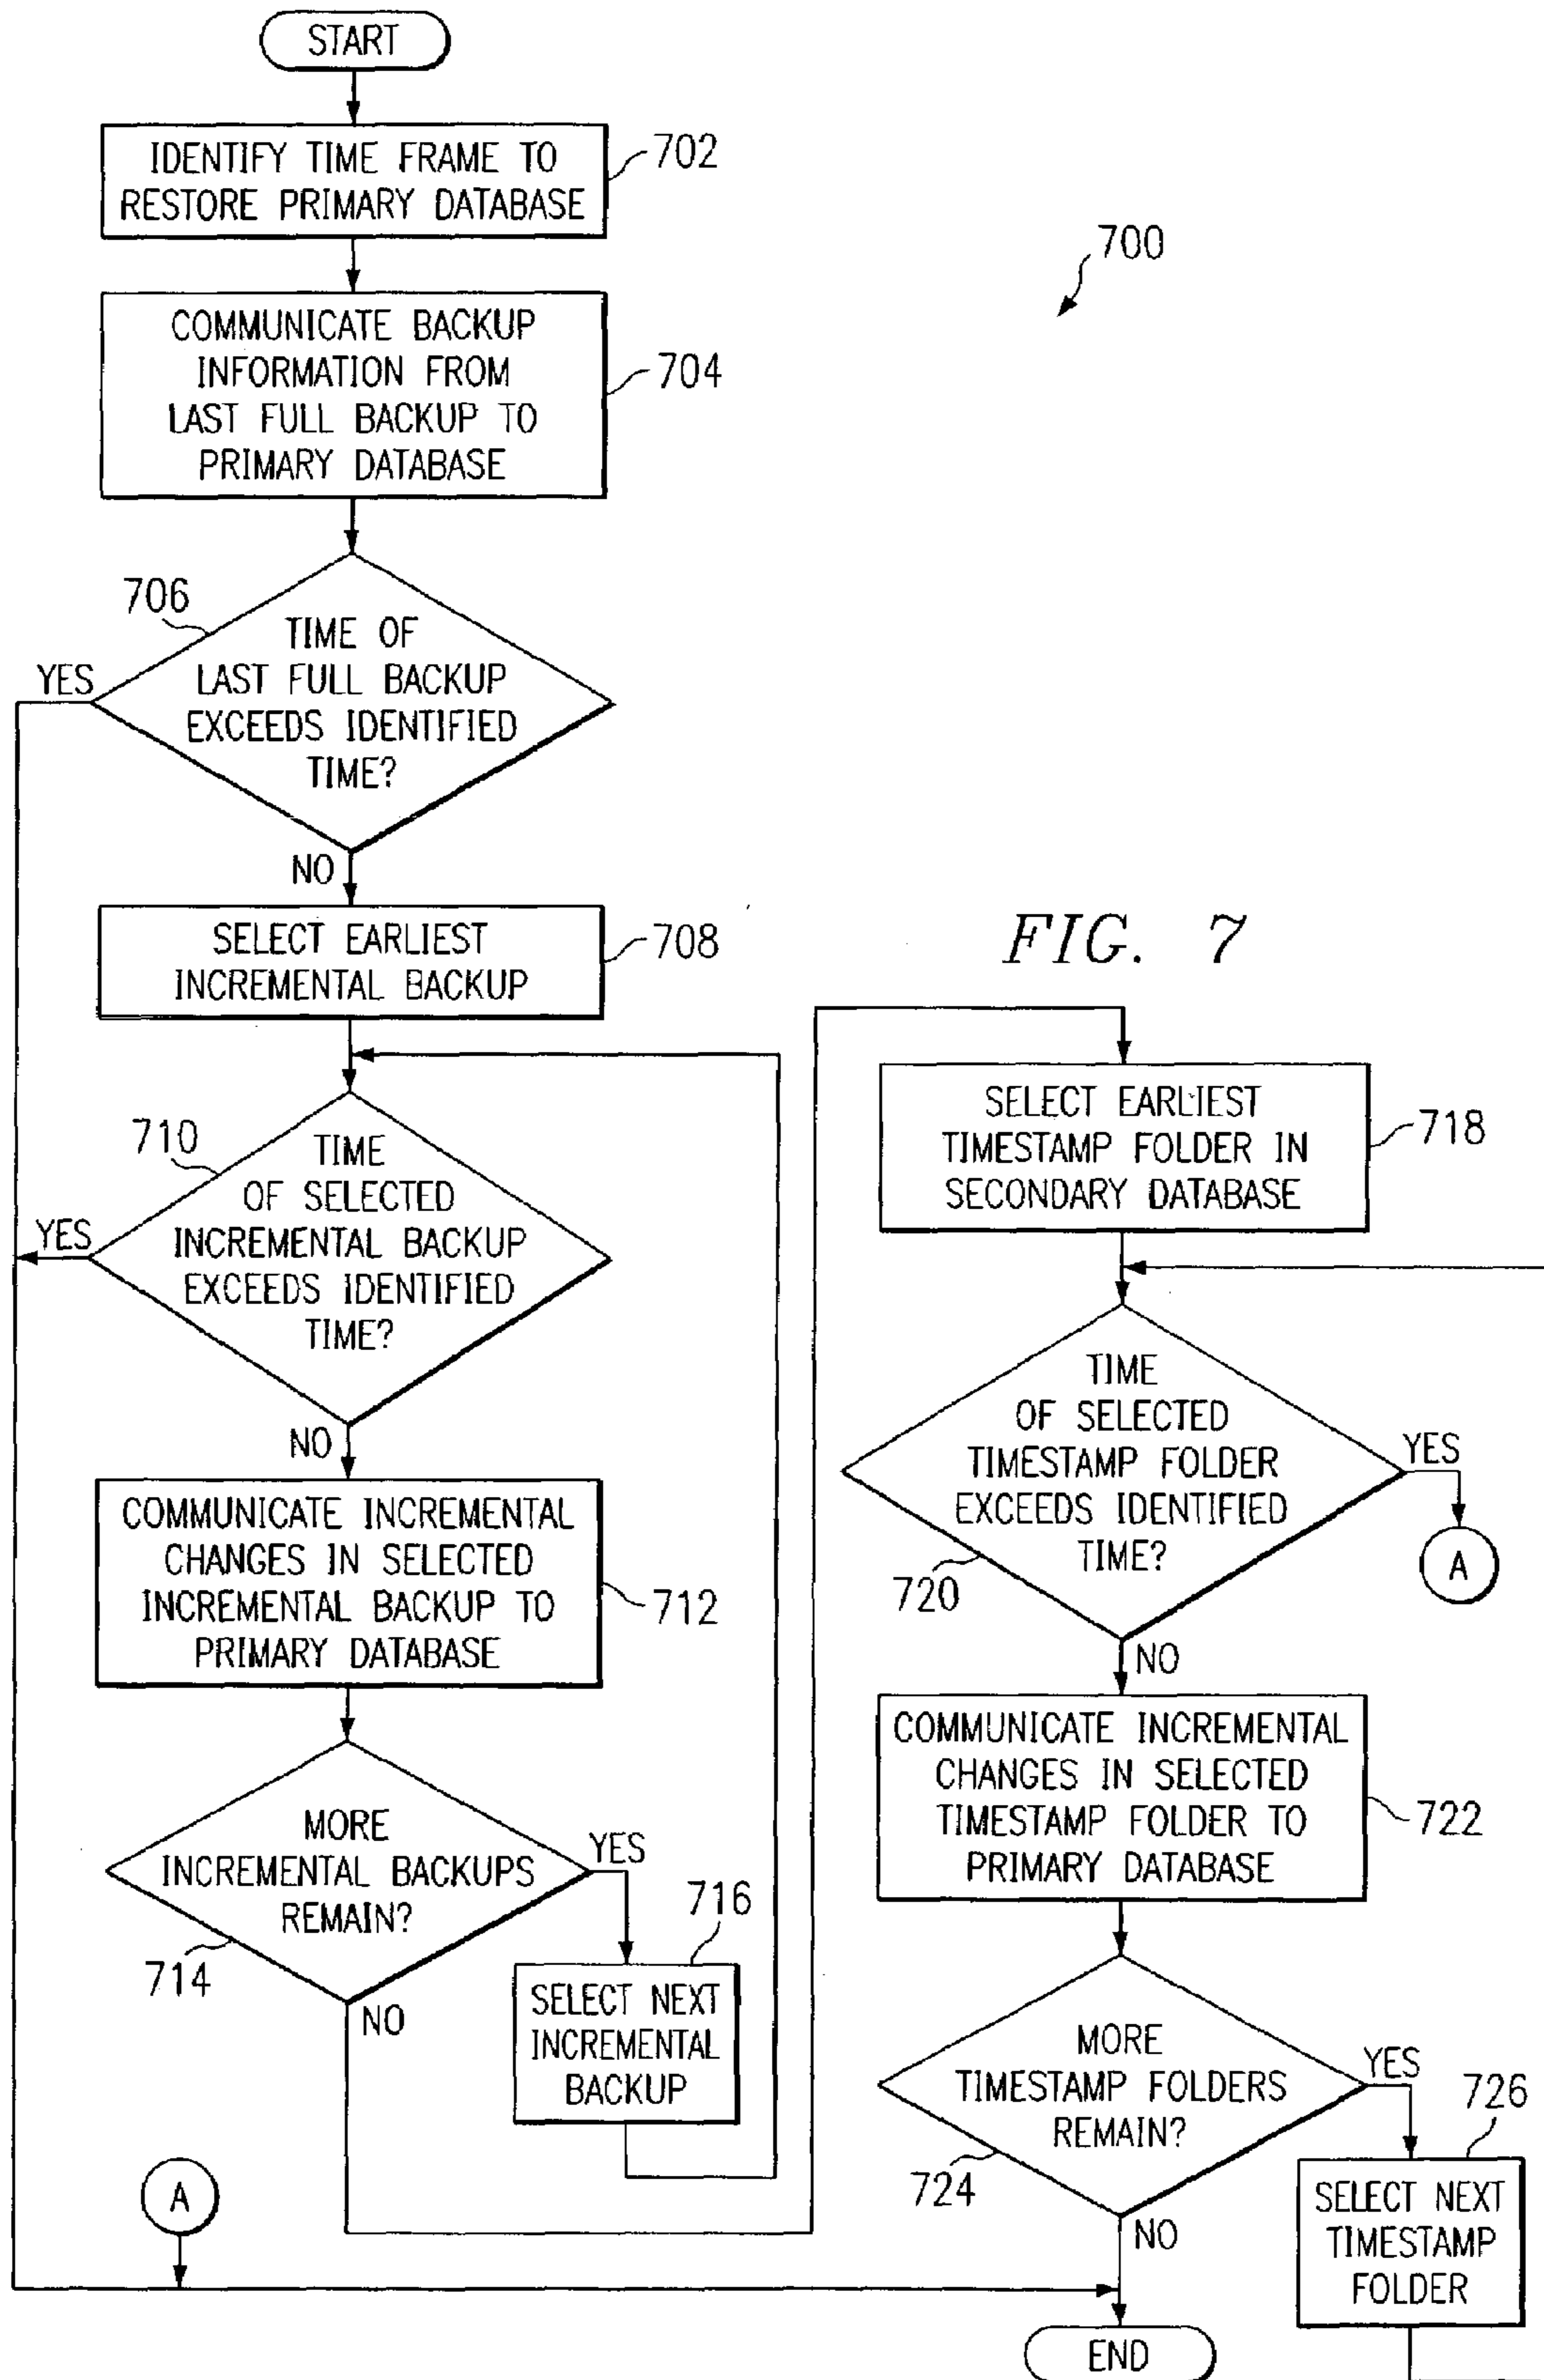 START
IDENTIFY TIME FRAME TO
RESTORE PRIMARY DATABASE
702
700
COMMUNICATE BACKUP
INFORMATION FROM
LAST FULL BACKUP TO
PRIMARY DATABASE
704
706
TIME OF
LAST FULL BACKUP
EXCEEDS IDENTIFIED
TIME?
YES
NO
SELECT EARLIEST
INCREMENTAL BACKUP
708
710
TIME
OF SELECTED
INCREMENTAL BACKUP
EXCEEDS IDENTIFIED
TIME?
YES
NO
COMMUNICATE INCREMENTAL
CHANGES IN SELECTED
INCREMENTAL BACKUP TO
PRIMARY DATABASE
712
MORE
INCREMENTAL BACKUPS
REMAIN?
YES
714
NO
716
SELECT NEXT
INCREMENTAL
BACKUP
A
FIG. 7
SELECT EARLIEST
TIMESTAMP FOLDER IN
SECONDARY DATABASE
718
TIME
OF SELECTED
TIMESTAMP FOLDER
EXCEEDS IDENTIFIED
TIME?
YES
A
720
NO
COMMUNICATE INCREMENTAL
CHANGES IN SELECTED
TIMESTAMP FOLDER TO
PRIMARY DATABASE
722
MORE
TIMESTAMP FOLDERS
REMAIN?
YES
724
NO
726
SELECT NEXT
TIMESTAMP
FOLDER
END